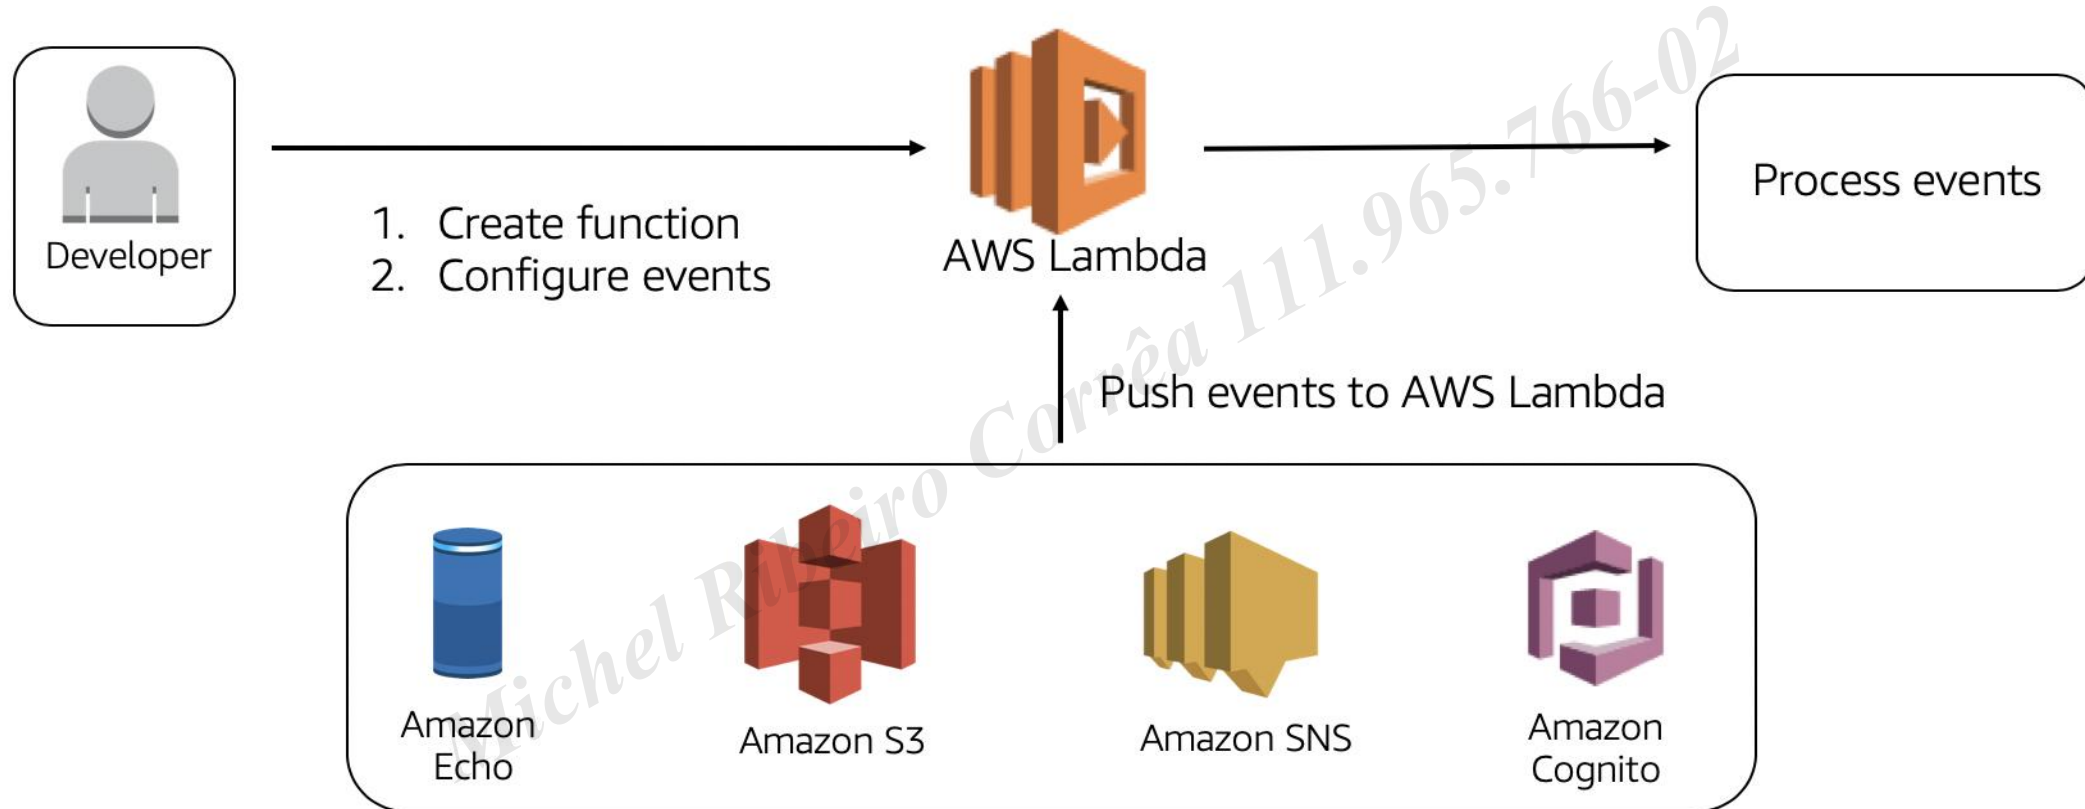 Developer
1. Create function
2. Configure events
AWS Lambda
Process events
Push events to AWS Lambda
Amazon
Echo
Amazon S3
Amazon SNS
Amazon
Cognito
Michel Ribeiro Corrêa 111.965.766-02